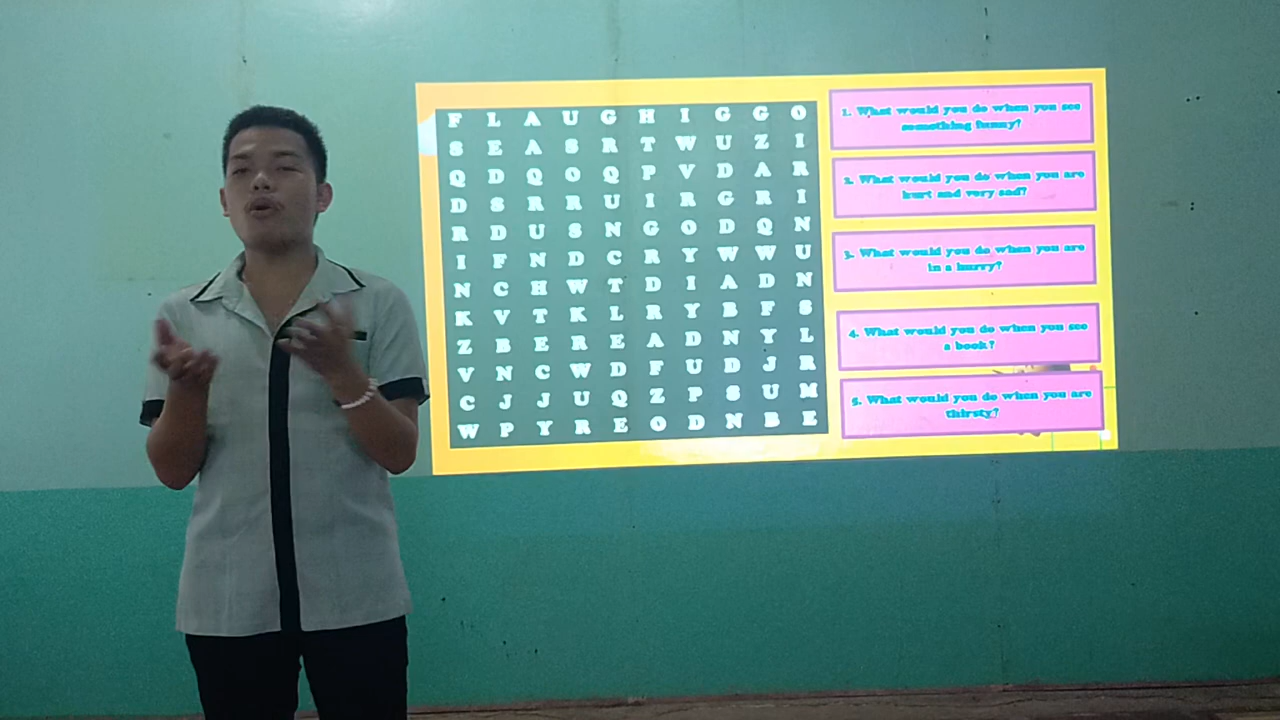 F L A U G H I G G O
S E A S R T W U Z I
Q D Q O Q P V D A R
D S R R U I R G R I
R D U S N G O D Q N
I F N D C R Y W W U
N C H W T D I A D N
K V T K L R Y B F S
Z B E R E A D N Y L
V N C W D F U D J R
C J J U Q Z P S U M
W P Y R E O D N B E
1. What would you do when you see
something funny?
2. What would you do when you are
hurt and very sad?
3. What would you do when you are
in a hurry?
4. What would you do when you see
a book?
5. What would you do when you are
thirsty?